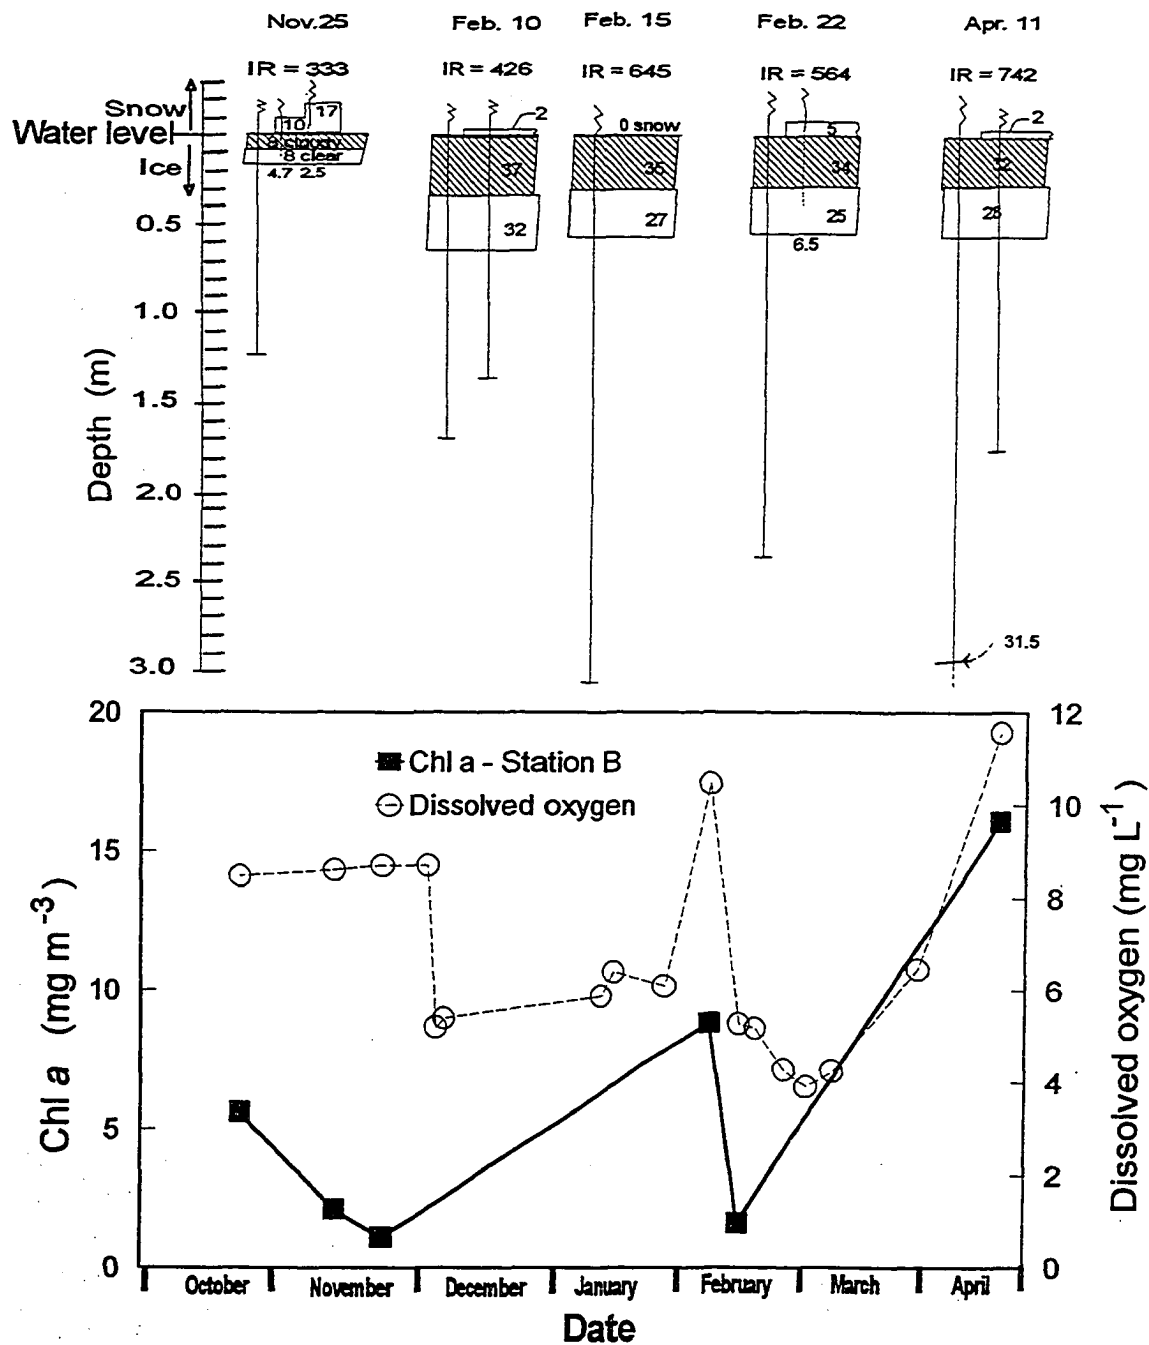 Nov.25 Feb. 10 Feb. 15 Feb. 22 Apr. 11
IR = 333 IR = 426 IR = 645 IR = 564 IR = 742
Snow 10 17 2 0 snow 5 2
Water level
cloudy 37 35 34 32
8 clear
Ice 4.7 2.5 32 27 25 28
6.5
0.5
1.0
1.5
2.0
2.5
3.0
31.5
Depth (m)
20 12
Chl a - Station B
Dissolved oxygen
10
15
8
10 6
4
5
2
0 0
Chl a (mg m-3)
Dissolved oxygen (mg L-1)
October November December January February March April
Date